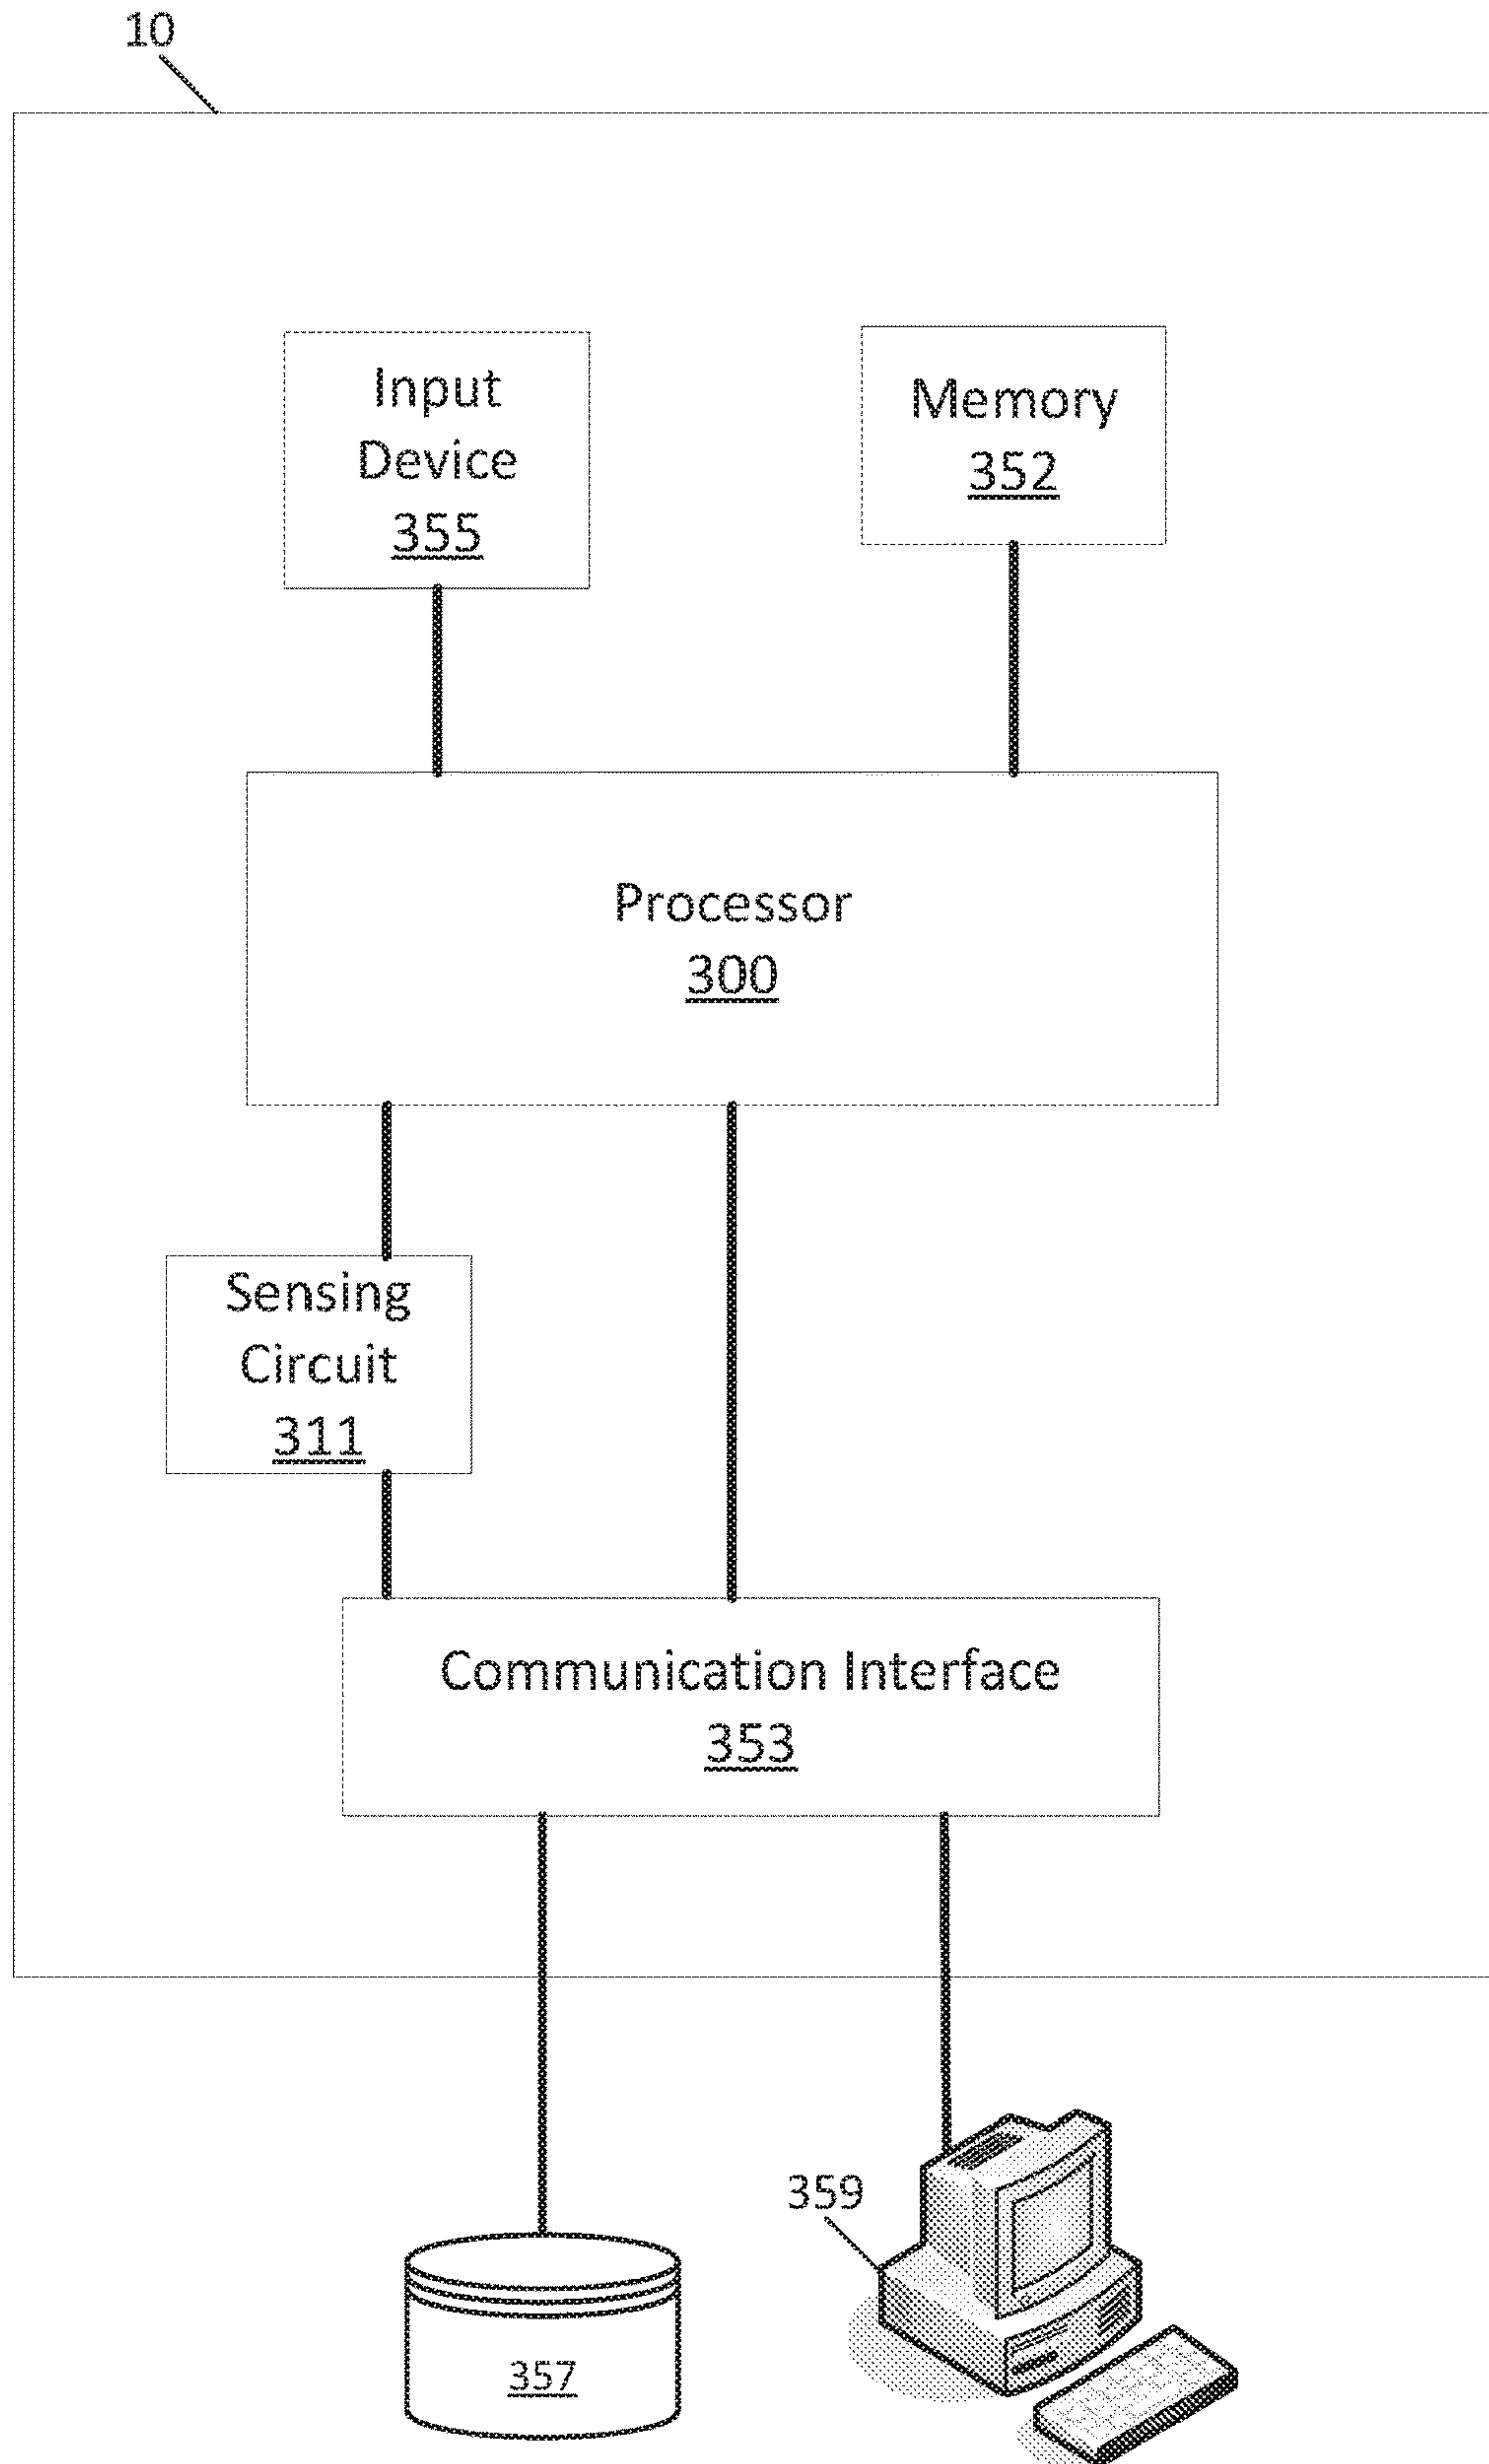 10
Input
Device
355
Memory
352
Processor
300
Sensing
Circuit
311
Communication Interface
353
359
357